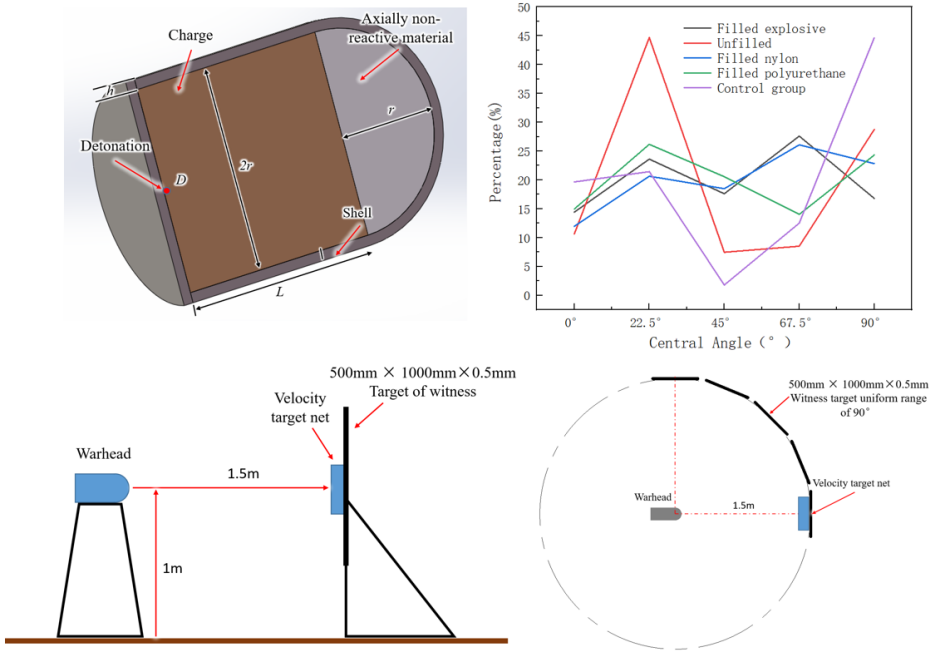 Axially non-
reactive material
Charge
h
r
Detonation
D
2r
Shell
L
Percentage(%)
50
45
45
40
35
30
25
20
15
10
5
0
Filled explosive
Unfilled
Filled nylon
Filled polyurethane
Control group
0°
22.5°
45°
67.5°
90°
Central Angle (°)
500mm × 1000mm×0.5mm
Target of witness
Velocity
target net
Warhead
1.5m
1m
500mm × 1000mm×0.5mm
Witness target uniform range
of 90°
Velocity target net
Warhead
1.5m